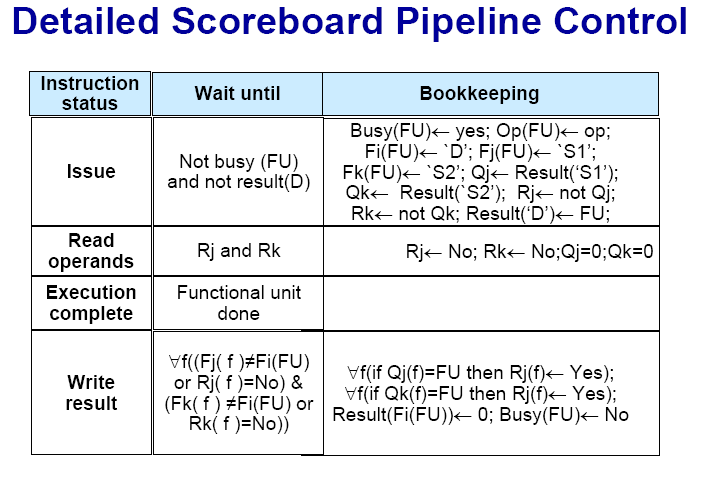 Detailed Scoreboard Pipeline Control
Instruction
status
Wait until
Bookkeeping
Issue
Not busy (FU)
and not result(D)
Busy(FU)← yes; Op(FU)← op;
Fi(FU)← `D’; Fj(FU)← `S1’;
Fk(FU)← `S2’; Qj← Result(‘S1’);
Qk← Result(`S2’); Rj← not Qj;
Rk← not Qk; Result(‘D’)← FU;
Read
operands
Rj and Rk
Rj← No; Rk← No;Qj=0;Qk=0
Execution
complete
Functional unit
done
Write
result
∀f((Fj( f )≠Fi(FU)
or Rj( f )=No) &
(Fk( f ) ≠Fi(FU) or
Rk( f )=No))
∀f(if Qj(f)=FU then Rj(f)← Yes);
∀f(if Qk(f)=FU then Rj(f)← Yes);
Result(Fi(FU))← 0; Busy(FU)← No